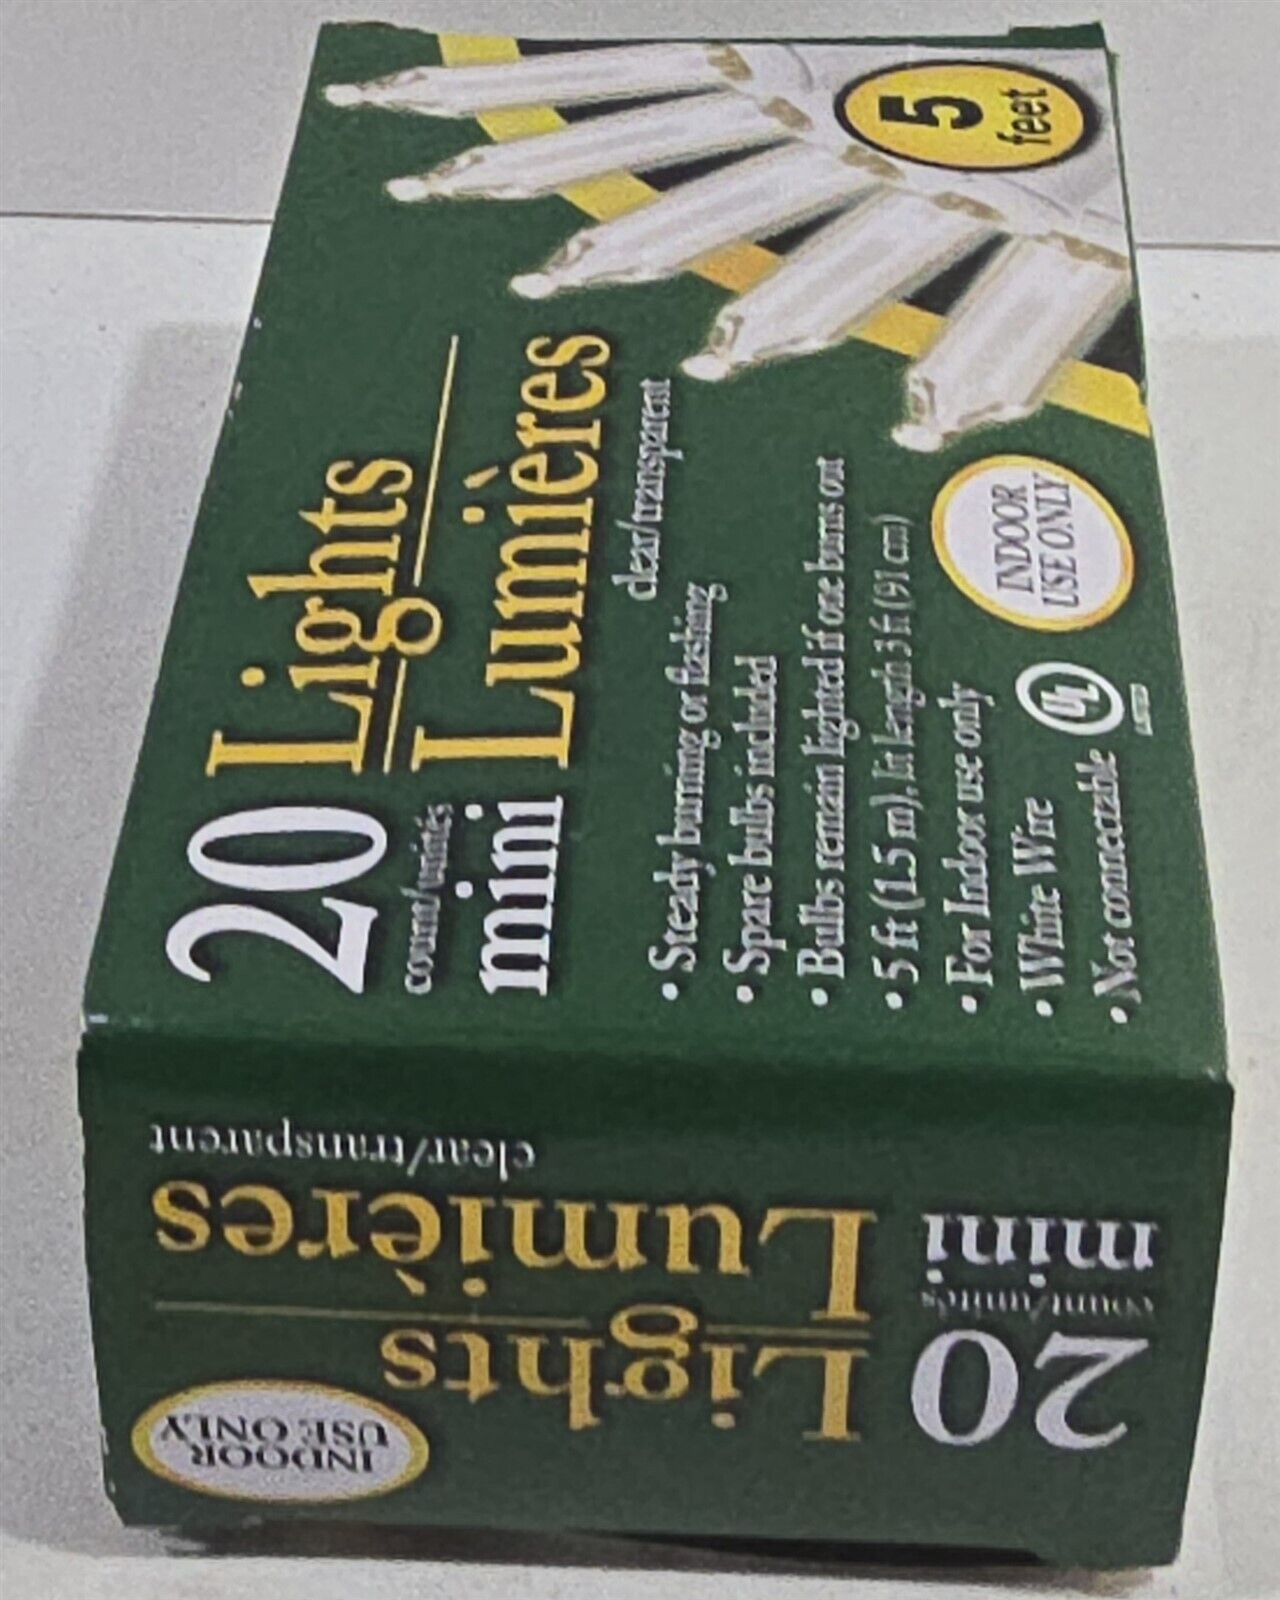 20 Lights
count/unités
mini Lumières
clear/transparent
• Steady burning or flashing
• Spare bulbs included
• Bulbs remain lighted if one burns out
• 5 ft (1.5 m), lit length 3 ft (91 cm)
• For Indoor use only
• White Wire
• Not connectable
UL
LISTED
INDOOR
USE ONLY
5
feet
20 Lights
count/unités
mini Lumières
clear/transparent
INDOOR
USE ONLY